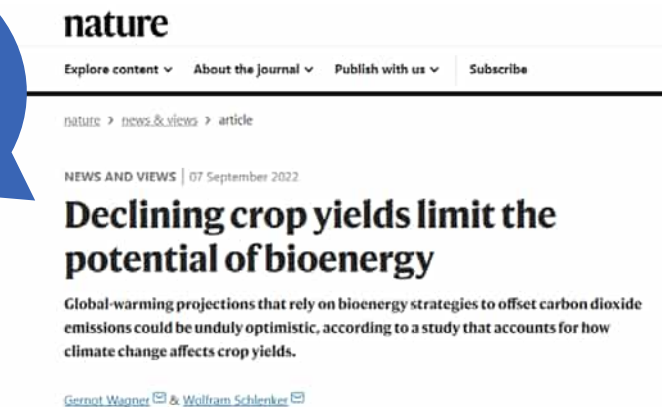 nature
Explore content About the journal Publish with us Subscribe
nature > news & views > article
NEWS AND VIEWS | 07 September 2022
Declining crop yields limit the
potential of bioenergy
Global-warming projections that rely on bioenergy strategies to offset carbon dioxide
emissions could be unduly optimistic, according to a study that accounts for how
climate change affects crop yields.
Gernot Wagner & Wolfram Schlenker